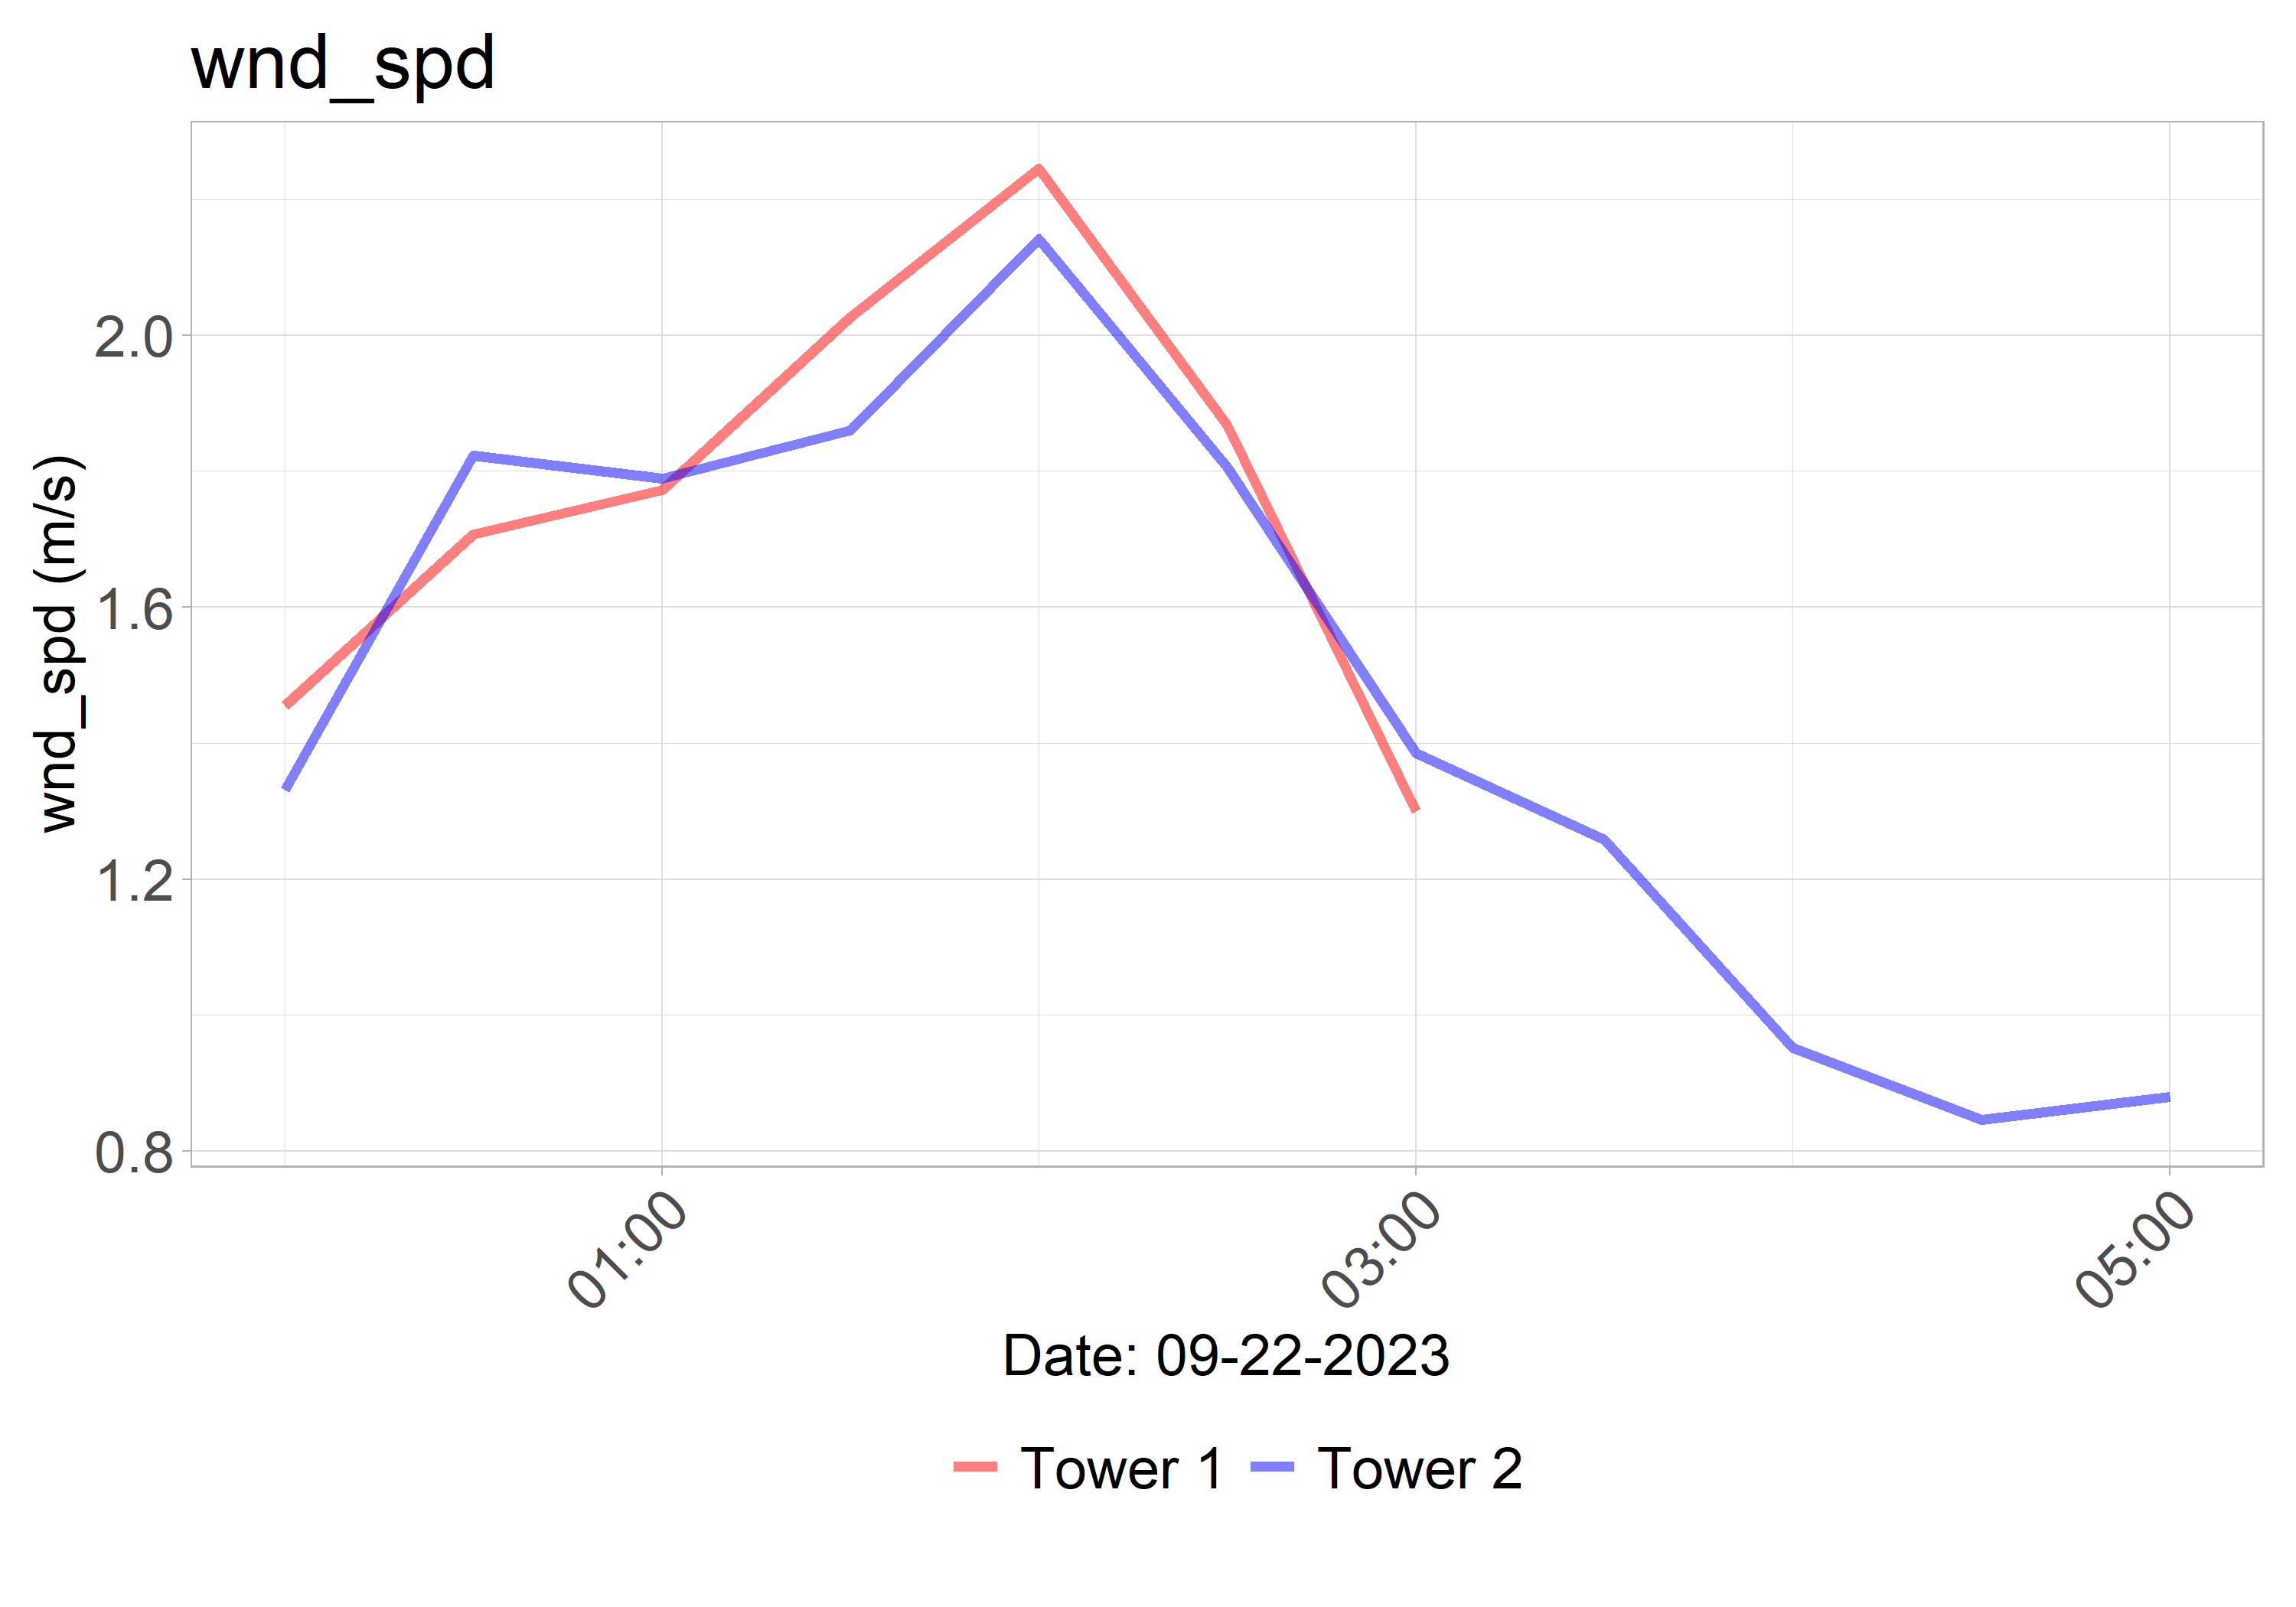 wnd_spd
wnd_spd (m/s)
2.0
1.6
1.2
0.8
01:00
03:00
05:00
Date: 09-22-2023
Tower 1
Tower 2